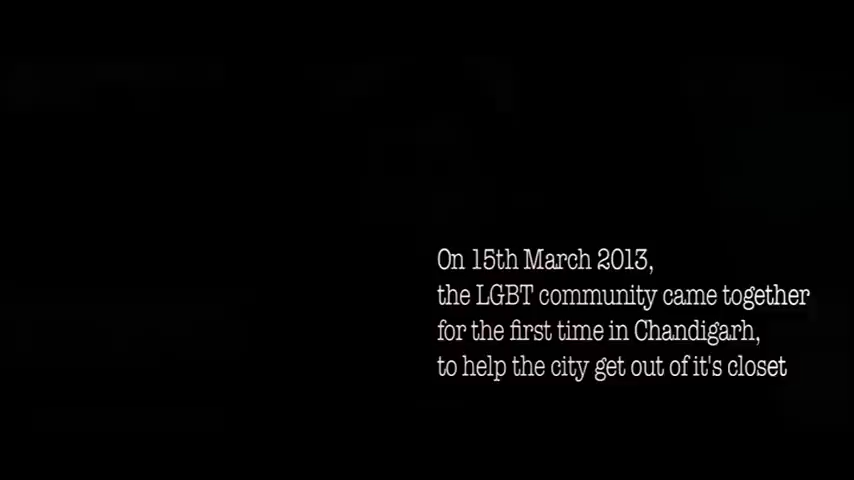 On 15th March 2013,
the LGBT community came together
for the first time in Chandigarh,
to help the city get out of it's closet